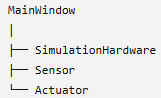 MainWindow
│
├── SimulationHardware
├── Sensor
└── Actuator